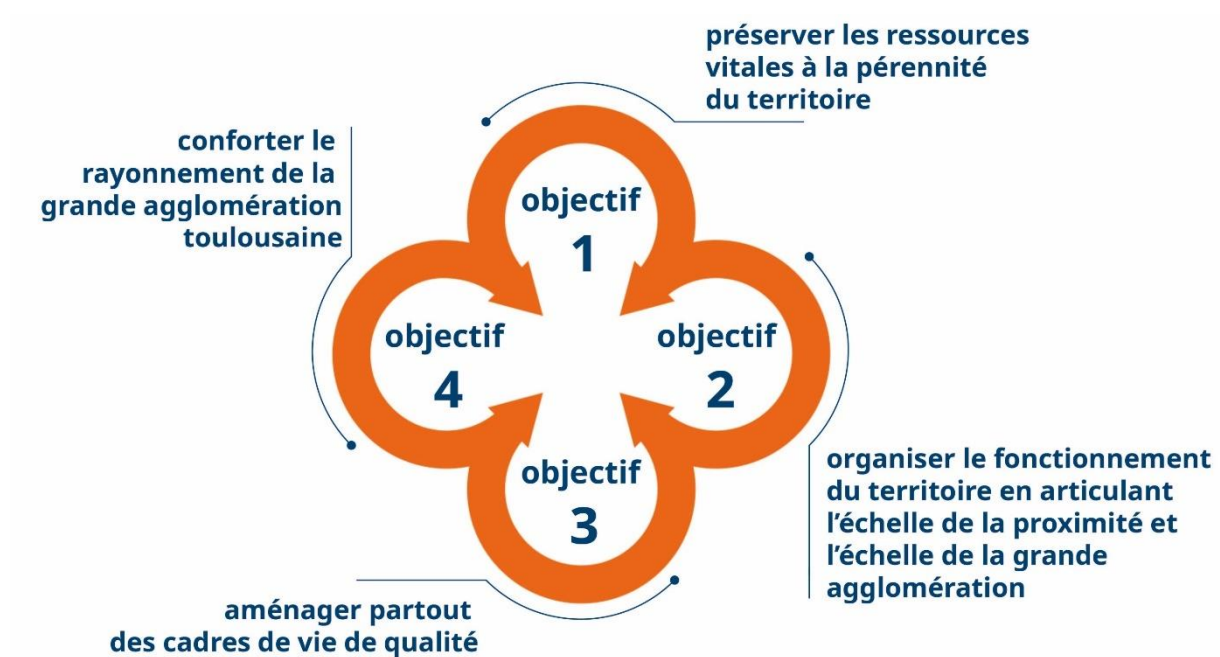 préserver les ressources
vitales à la pérennité
du territoire
conforter le
rayonnement de la
grande agglomération
toulousaine
objectif
1
objectif
4
objectif
2
objectif
3
organiser le fonctionnement
du territoire en articulant
l’échelle de la proximité et
l’échelle de la grande
agglomération
aménager partout
des cadres de vie de qualité